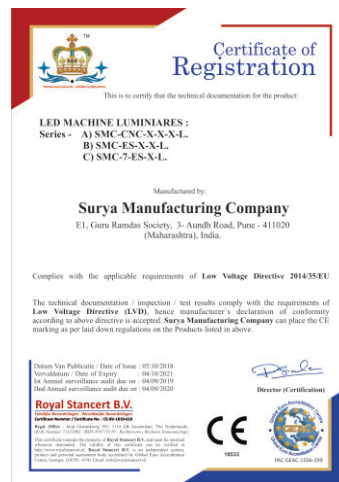 TM
Certificate of
Registration
This is to certify that the technical documentation for the product:
LED MACHINE LUMINIARES :
Series - A) SMC-CNC-X-X-X-L.
B) SMC-ES-X-X-L.
C) SMC-7-ES-X-L.
Manufactured by:
Surya Manufacturing Company
E1, Guru Ramdas Society, 3- Aundh Road, Pune - 411020
(Maharashtra), India.
Complies with the applicable requirements of Low Voltage Directive 2014/35/EU
The technical documentation / inspection / test results comply with the requirements of
Low Voltage Directive (LVD), hence manufacturer's declaration of conformity
according to above directive is accepted. Surya Manufacturing Company can place the CE
marking as per laid down regulations on the Products listed in above.
Datum Van Publicatie / Date of Issue : 05/10/2018
Vervaldatum / Date of Expiry : 04/10/2021
Ist Annual surveillance audit due on : 04/09/2019
IInd Annual surveillance audit due on : 04/09/2020
Royal Stancert B.V.
Director (Certification)
CE
18533
PAC-GEAC-1506-299